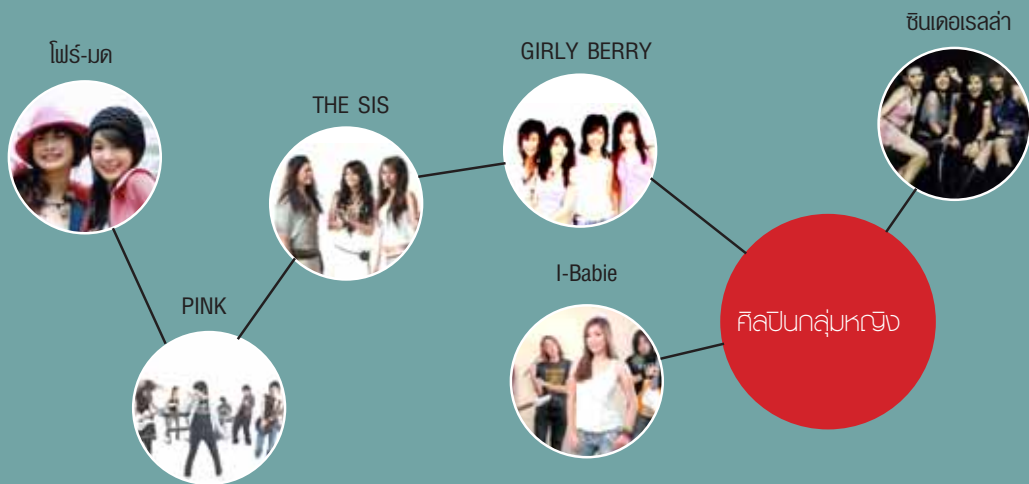 ซินเดอเรลล่า
โฟร์-มด
GIRLY BERRY
THE SIS
I-Babie
PINK
ศิลปินกลุ่มหญิง